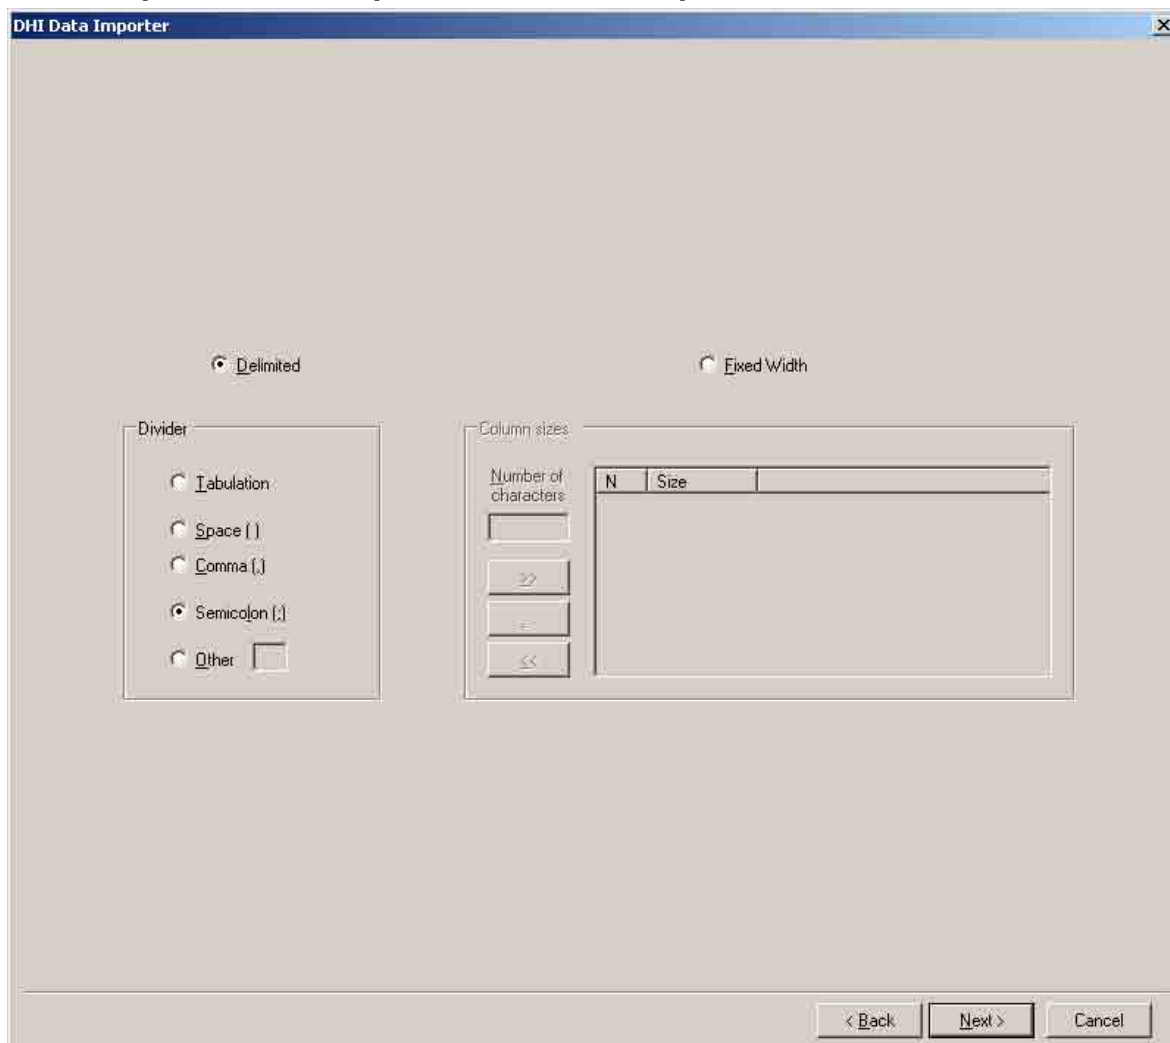 DHI Data Importer
Delimited
Fixed Width
Divider
Tabulation
Space ( )
Comma (,)
Semicolon (;)
Other
Column sizes
Number of
characters
N Size
>>
<<
< Back
Next >
Cancel